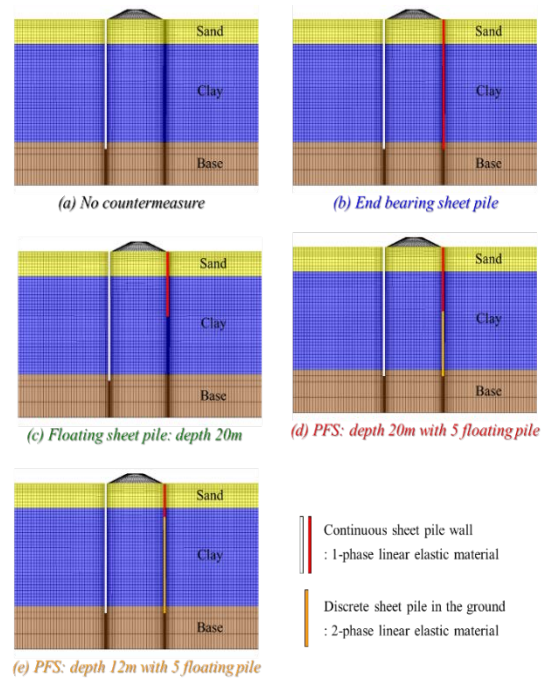 Sand
Clay
Base
(a) No countermeasure
Sand
Clay
Base
(b) End bearing sheet pile
Sand
Clay
Base
(c) Floating sheet pile: depth 20m
Sand
Clay
Base
(d) PFS: depth 20m with 5 floating pile
Sand
Clay
Base
(e) PFS: depth 12m with 5 floating pile
Continuous sheet pile wall
: 1-phase linear elastic material
Discrete sheet pile in the ground
: 2-phase linear elastic material